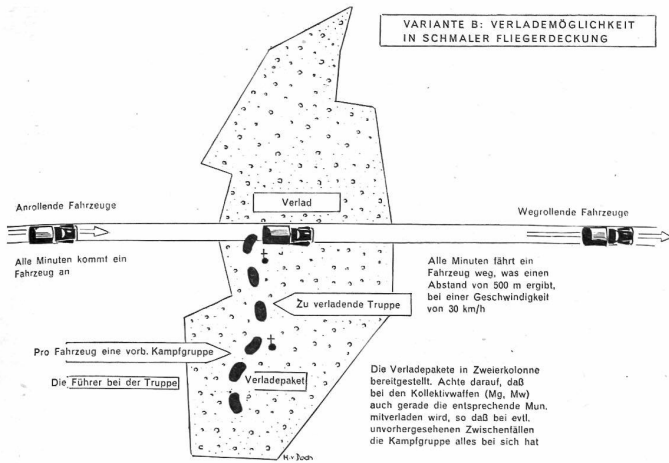 VARIANTE B: VERLADEMÖGLICHKEIT
IN SCHMALER FLIEGERDECKUNG
Anrollende Fahrzeuge
Verlad
Wegrollende Fahrzeuge
Alle Minuten kommt ein
Fahrzeug an
Alle Minuten fährt ein
Fahrzeug weg, was einen
Abstand von 500 m ergibt,
bei einer Geschwindigkeit
von 30 km/h
Zu verladende Truppe
Pro Fahrzeug eine vorb. Kampfgruppe
Die Führer bei der Truppe
Verladepaket
Die Verladepakete in Zweierkolonne
bereitgestellt. Achte darauf, daß
bei den Kollektivwaffen (Mg, Mw)
auch gerade die entsprechende Mun.
mitverladen wird, so daß bei evtl.
unvorhergesehenen Zwischenfällen
die Kampfgruppe alles bei sich hat
H.v.Dach